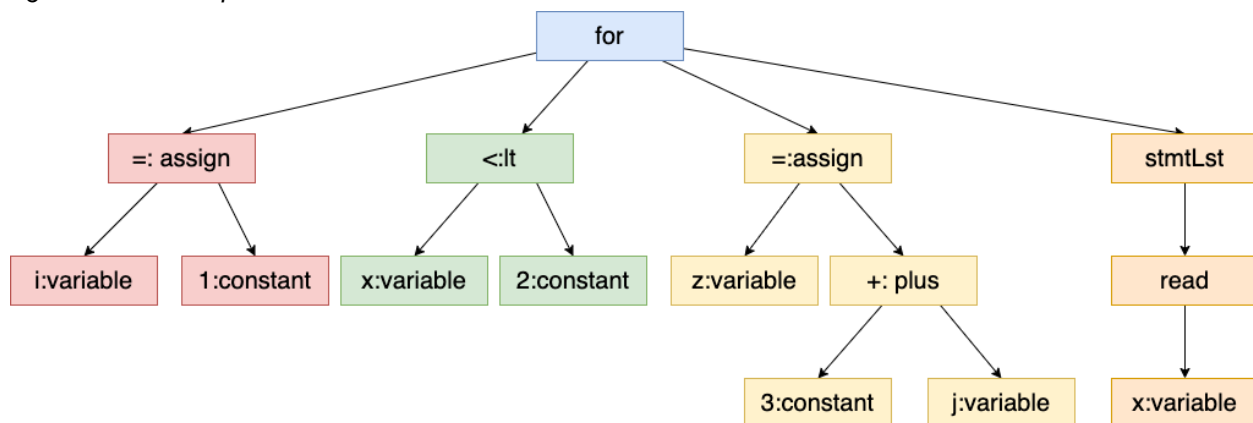 for
=: assign
<:lt
=:assign
stmtLst
i:variable
1:constant
x:variable
2:constant
z:variable
+: plus
read
3:constant
j:variable
x:variable